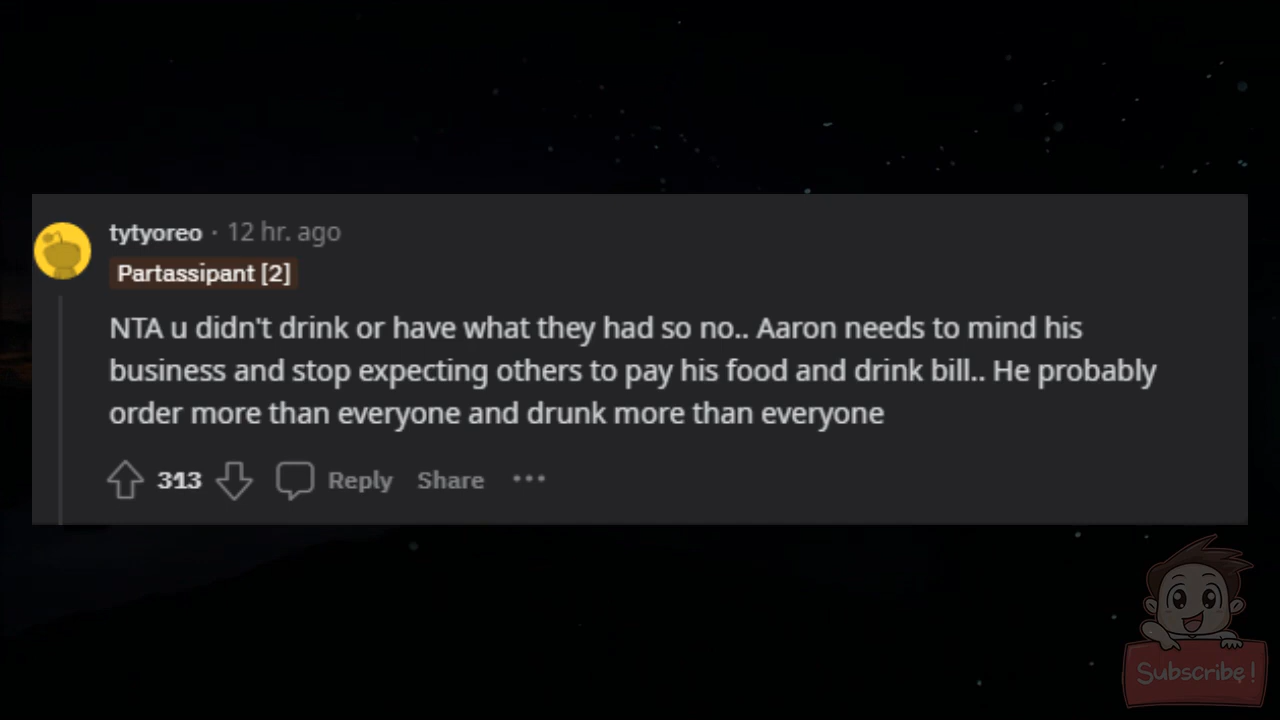 tytyoreo · 12 hr. ago
Partassipant [2]
NTA u didn't drink or have what they had so no.. Aaron needs to mind his
business and stop expecting others to pay his food and drink bill.. He probably
order more than everyone and drunk more than everyone
313 Reply Share •••
Subscribe!